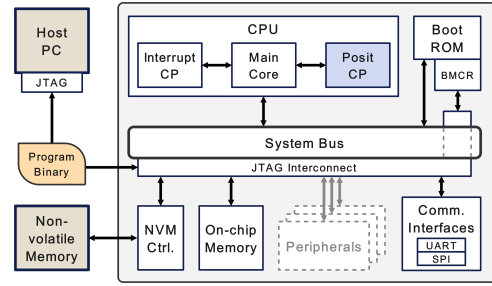 Host
PC
JTAG
Program
Binary
Non-
volatile
Memory
CPU
Interrupt
CP
Main
Core
Posit
CP
Boot
ROM
BMCR
System Bus
JTAG Interconnect
NVM
Ctrl.
On-chip
Memory
Peripherals
Comm.
Interfaces
UART
SPI